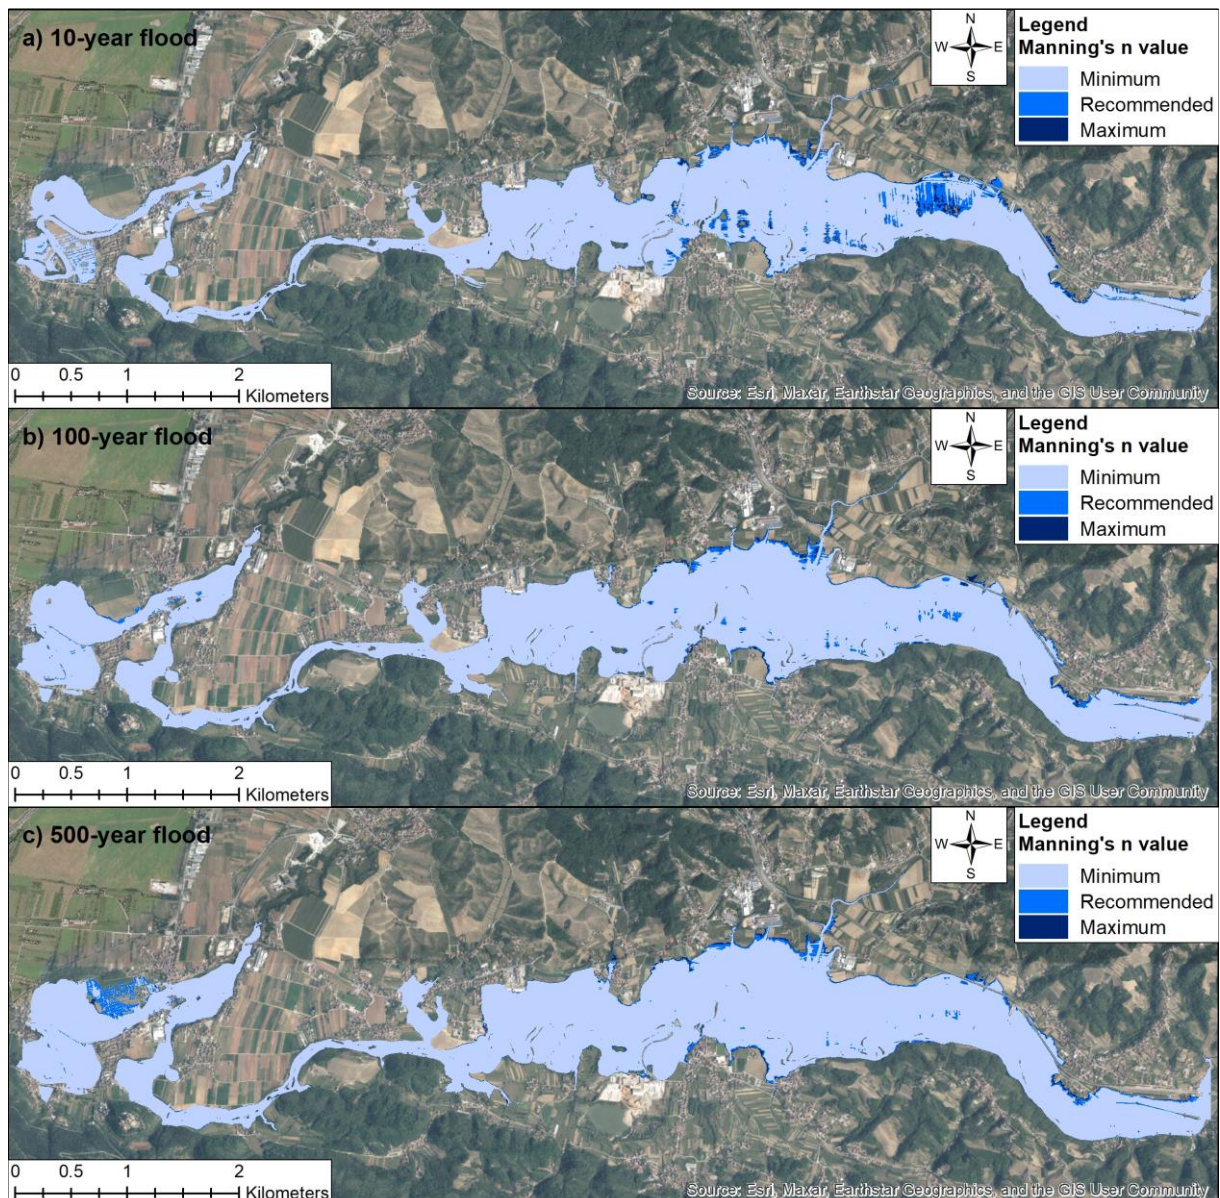 a) 10-year flood
N
W E
S
Legend
Manning's n value
Minimum
Recommended
Maximum
0 0.5 1 2
Kilometers
Source: Esri, Maxar, Earthstar Geographics, and the GIS User Community
b) 100-year flood
N
W E
S
Legend
Manning's n value
Minimum
Recommended
Maximum
0 0.5 1 2
Kilometers
Source: Esri, Maxar, Earthstar Geographics, and the GIS User Community
c) 500-year flood
N
W E
S
Legend
Manning's n value
Minimum
Recommended
Maximum
0 0.5 1 2
Kilometers
Source: Esri, Maxar, Earthstar Geographics, and the GIS User Community